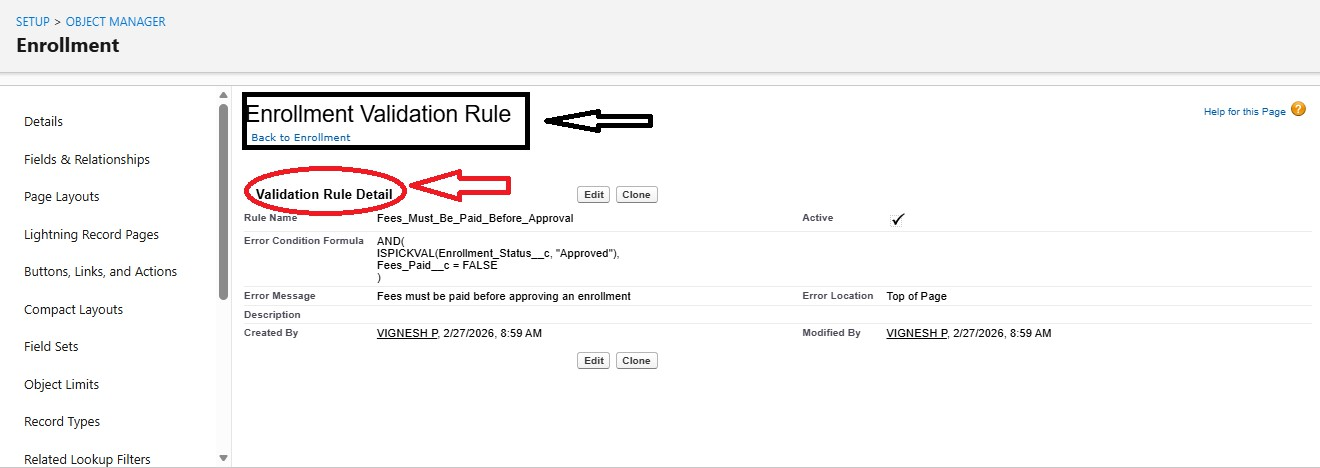 SETUP > OBJECT MANAGER
Enrollment
Details
Fields & Relationships
Page Layouts
Lightning Record Pages
Buttons, Links, and Actions
Compact Layouts
Field Sets
Object Limits
Record Types
Related Lookup Filters
Enrollment Validation Rule
Back to Enrollment
Help for this Page ?
Validation Rule Detail
Edit Clone
Rule Name Fees_Must_Be_Paid_Before_Approval Active
Error Condition Formula AND(
ISPICKVAL(Enrollment_Status__c, "Approved"),
Fees_Paid__c = FALSE
)
Error Message Fees must be paid before approving an enrollment Error Location Top of Page
Description
Created By VIGNESH P, 2/27/2026, 8:59 AM Modified By VIGNESH P, 2/27/2026, 8:59 AM
Edit Clone